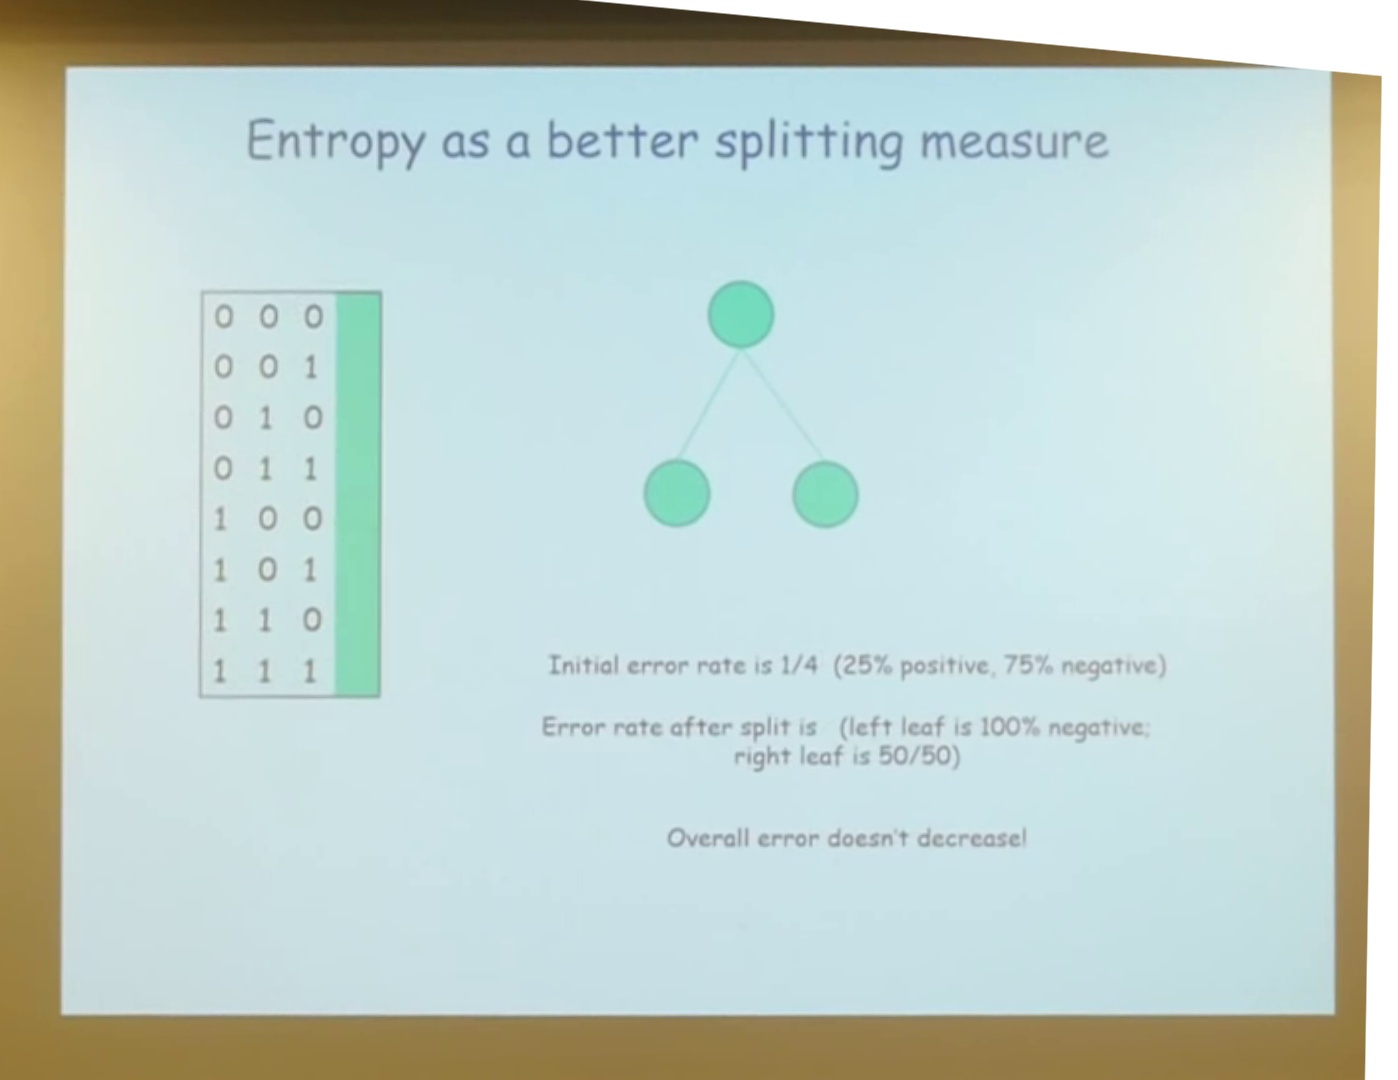 Entropy as a better splitting measure
0 0 0
0 0 1
0 1 0
0 1 1
1 0 0
1 0 1
1 1 0
1 1 1
Initial error rate is 1/4 (25% positive, 75% negative)
Error rate after split is (left leaf is 100% negative;
right leaf is 50/50)
Overall error doesn't decrease!